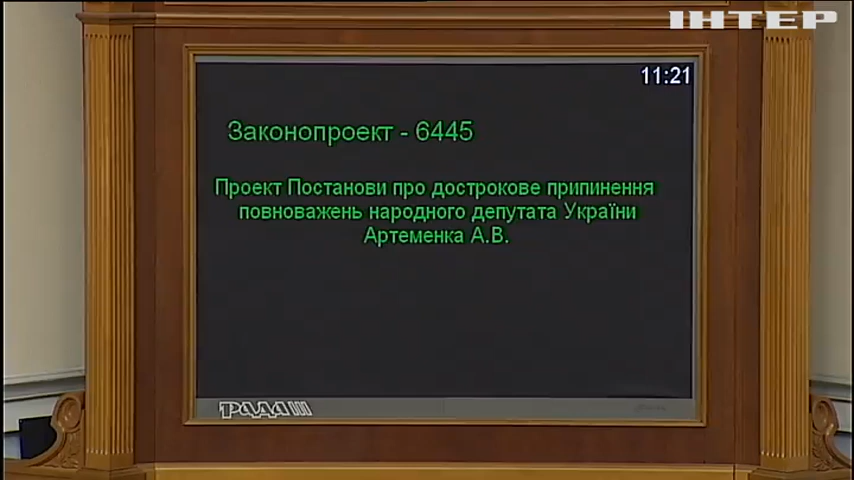 ІНТЕР
11:21
Законопроект - 6445
Проект Постанови про дострокове припинення
повноважень народного депутата України
Артеменка А.В.
РАДА III